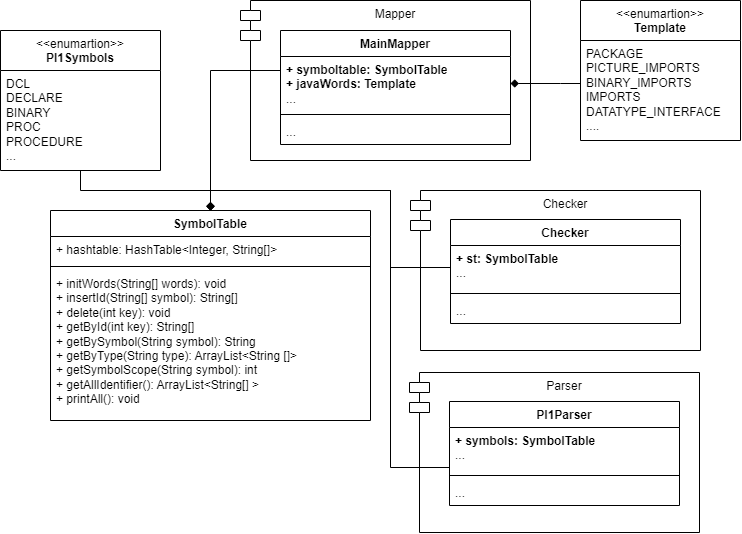 Mapper
<<enumartion>>
Template
PACKAGE
PICTURE_IMPORTS
BINARY_IMPORTS
IMPORTS
DATATYPE_INTERFACE
....
<<enumartion>>
Pl1Symbols
DCL
DECLARE
BINARY
PROC
PROCEDURE
...
MainMapper
+ symboltable: SymbolTable
+ javaWords: Template
...
...
SymbolTable
+ hashtable: HashTable<Integer, String[]>
+ initWords(String[] words): void
+ insertId(String[] symbol): String[]
+ delete(int key): void
+ getById(int key): String[]
+ getBySymbol(String symbol): String
+ getByType(String type): ArrayList<String []>
+ getSymbolScope(String symbol): int
+ getAllIdentifier(): ArrayList<String[] >
+ printAll(): void
Checker
Checker
+ st: SymbolTable
...
...
Parser
Pl1Parser
+ symbols: SymbolTable
...
...